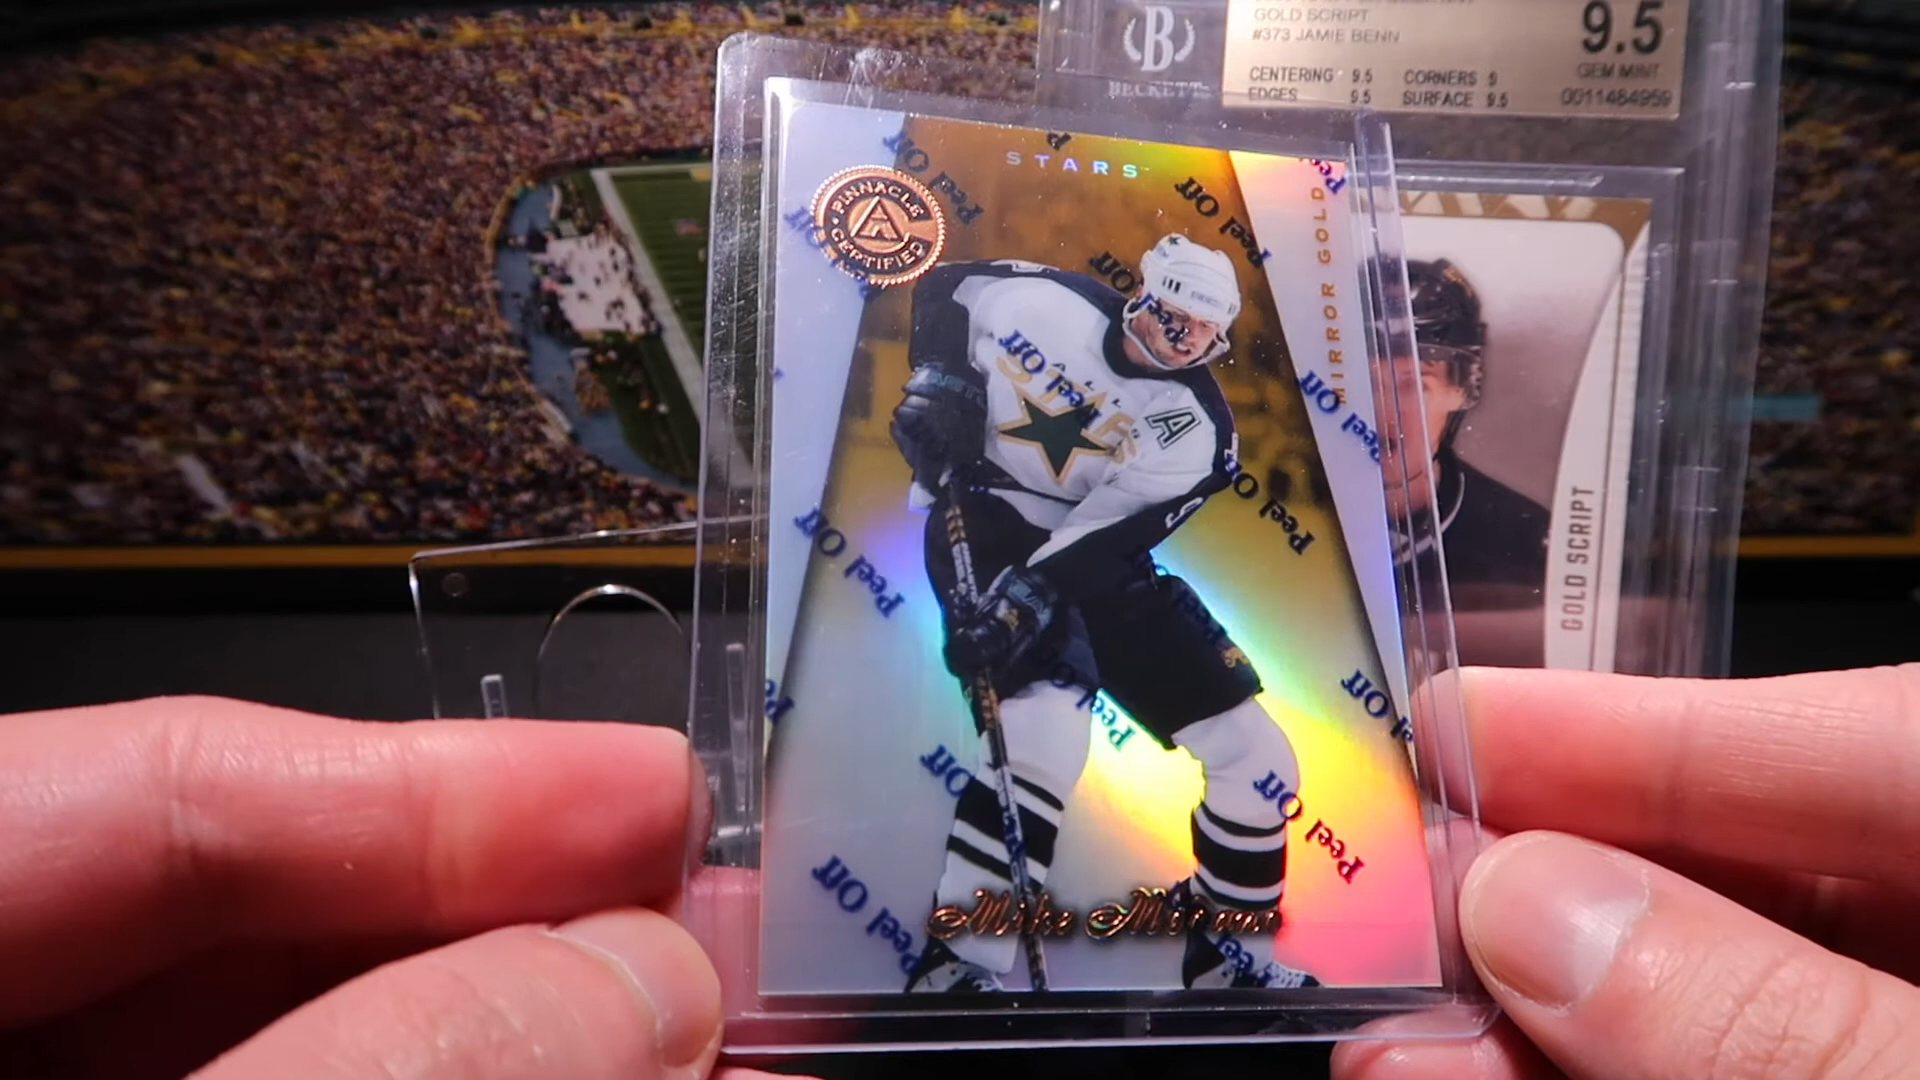 GOLD SCRIPT
#373 JAMIE BENN
9.5
GEM MINT
CENTERING 9.5 CORNERS 9
EDGES 9.5 SURFACE 9.5
0011484959
B
BECKETT
STARS
PINNACLE
CERTIFIED
MIRROR GOLD
STARS
A
9
Peel Off
Peel Off
Peel Off
Peel Off
Peel Off
Peel Off
Peel Off
Peel Off
Peel Off
Peel Off
Mike Modano
GOLD SCRIPT